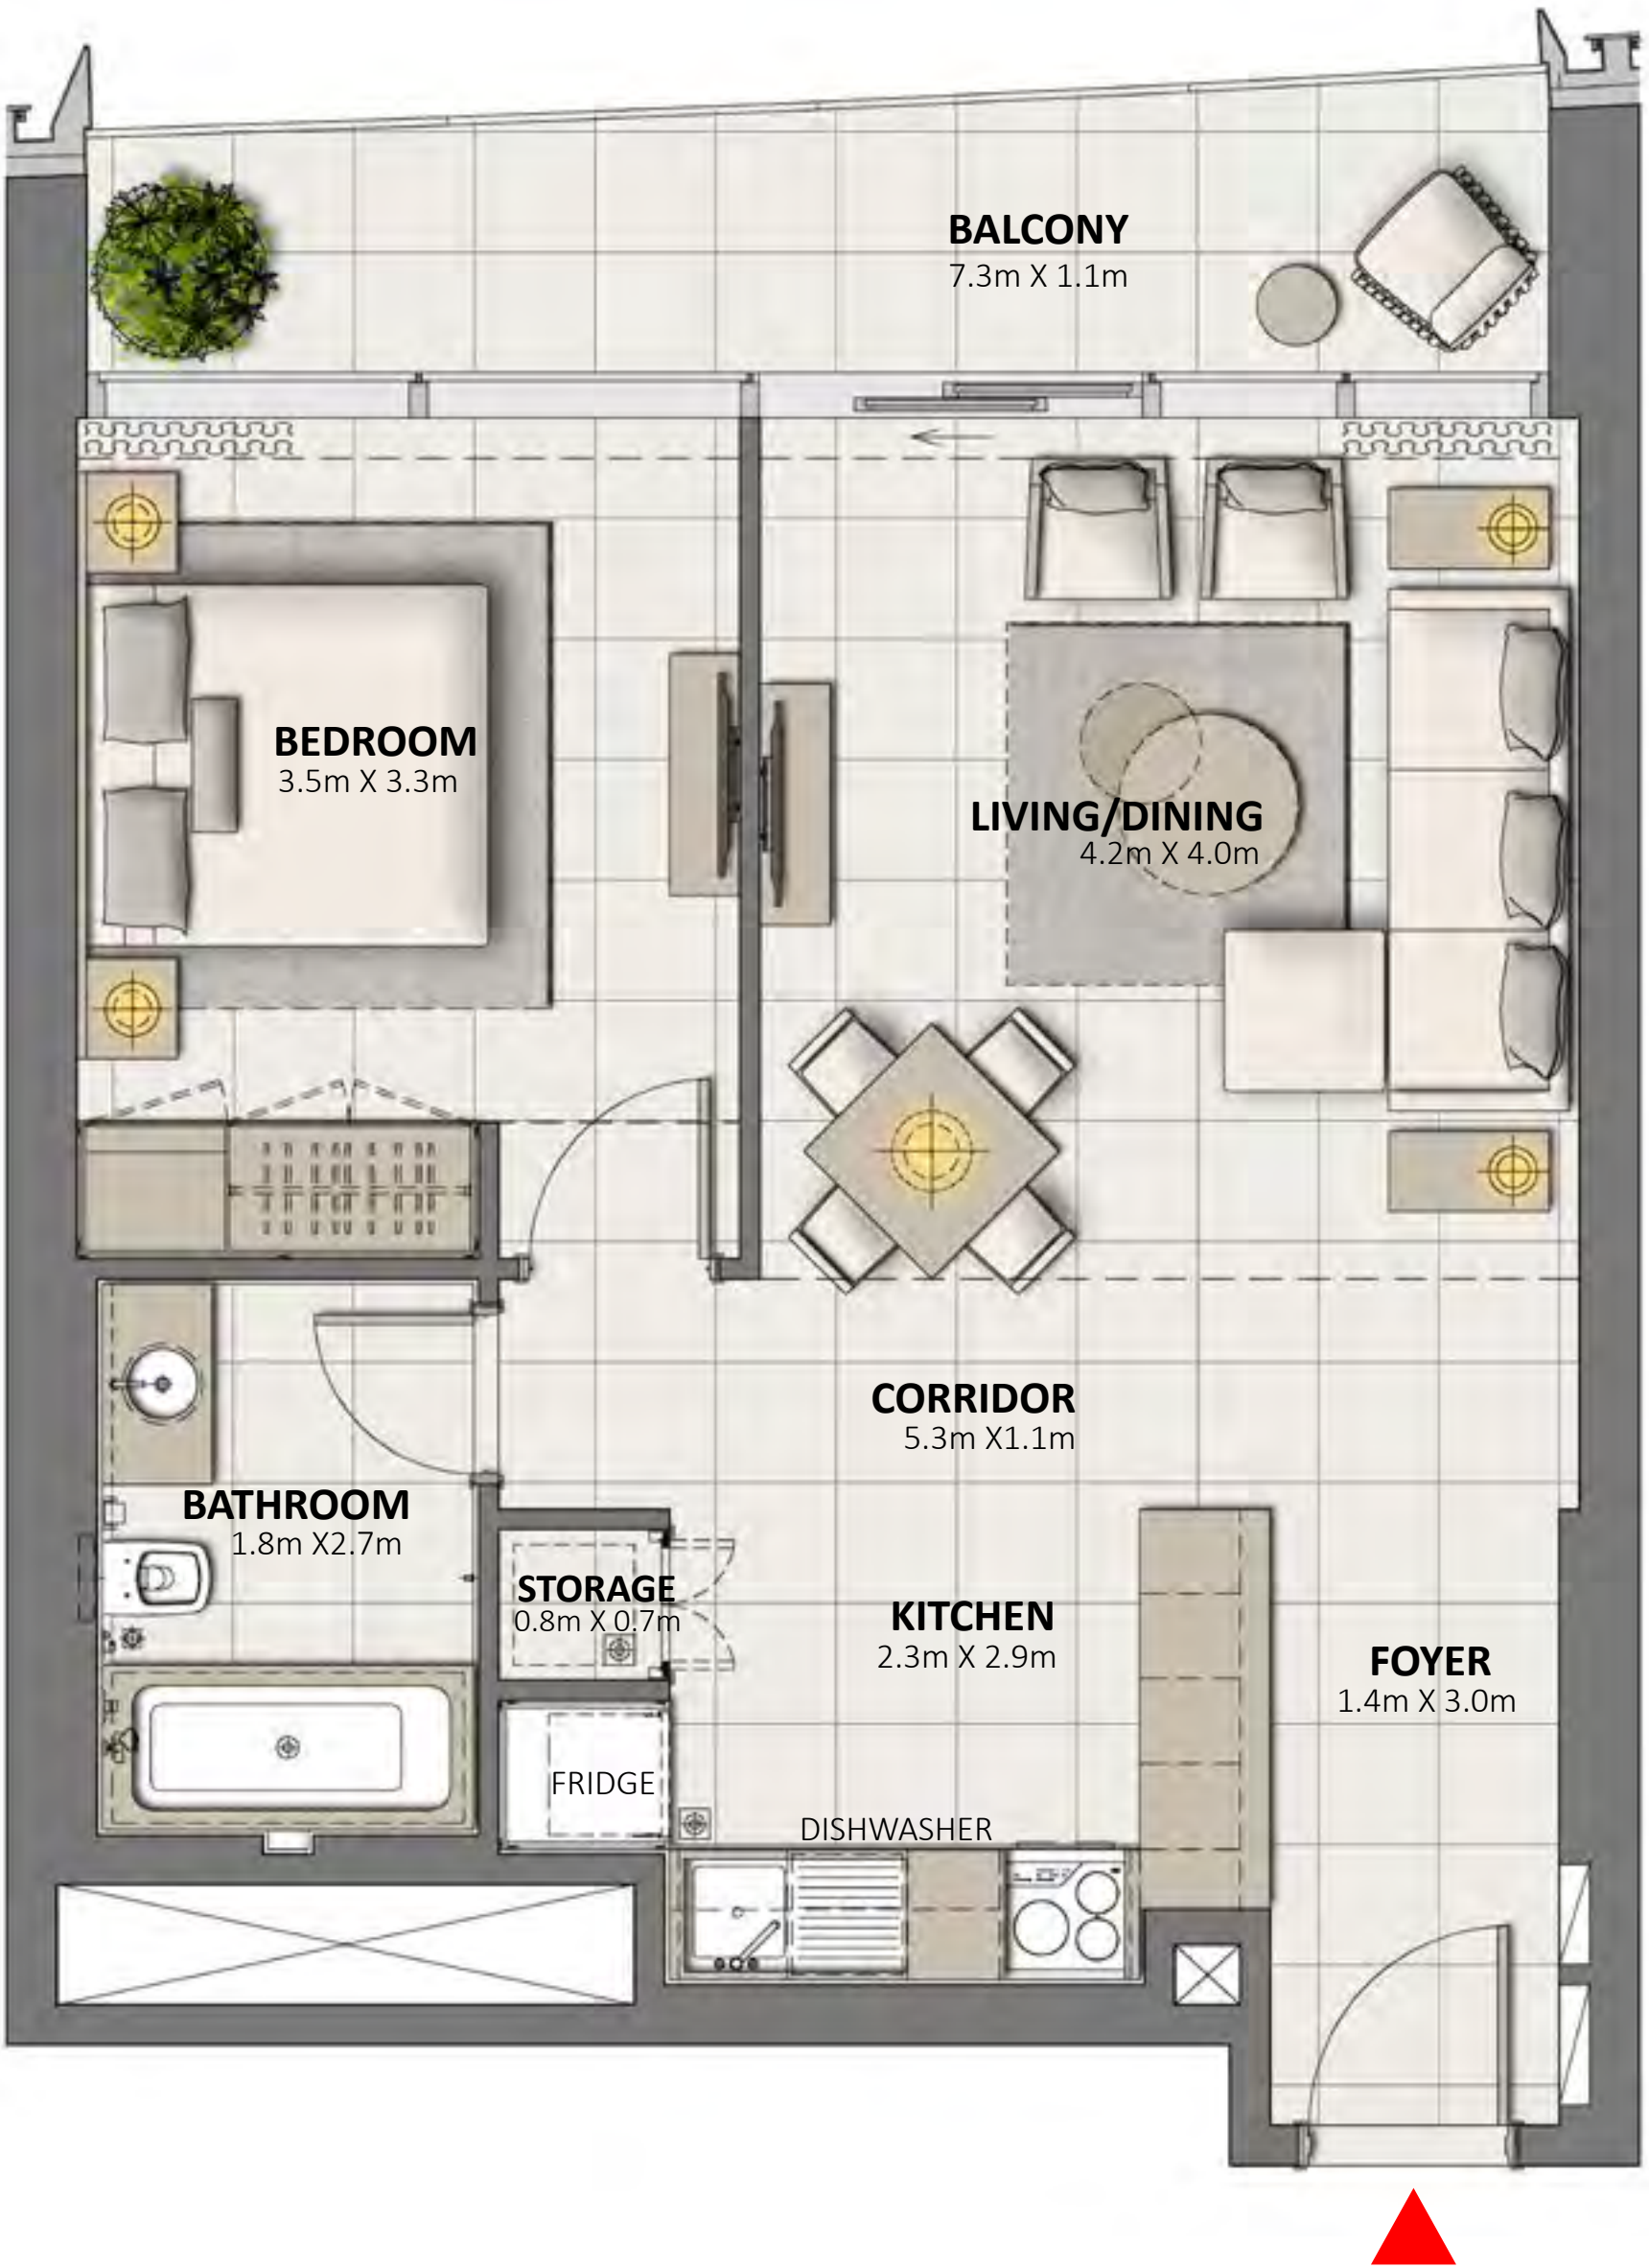 BALCONY
7.3m X 1.1m
BEDROOM
3.5m X 3.3m
LIVING/DINING
4.2m X 4.0m
CORRIDOR
5.3m X1.1m
BATHROOM
1.8m X2.7m
STORAGE
0.8m X 0.7m
KITCHEN
2.3m X 2.9m
FOYER
1.4m X 3.0m
FRIDGE
DISHWASHER